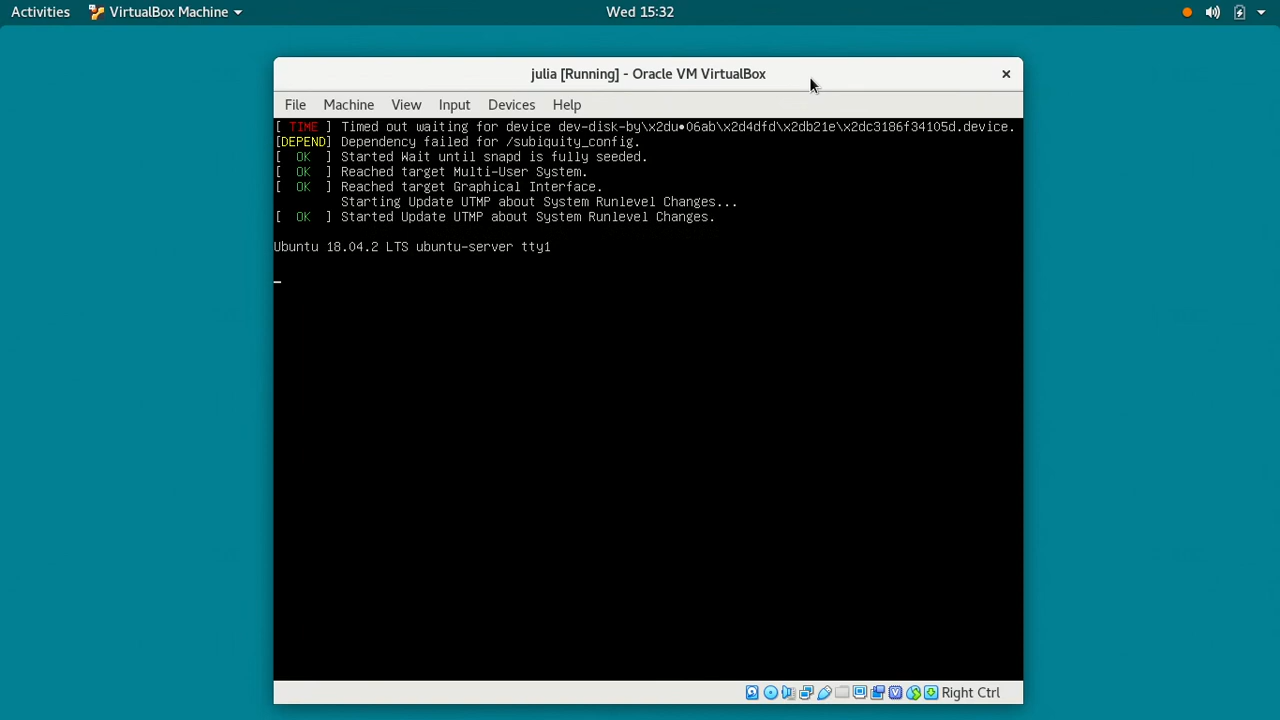 Activities VirtualBox Machine Wed 15:32
julia [Running] - Oracle VM VirtualBox
File Machine View Input Devices Help
[ TIME ] Timed out waiting for device dev-disk-by\x2du•06ab\x2d4dfd\x2db21e\x2dc3186f34105d.device.
[DEPEND] Dependency failed for /subiquity_config.
[  OK  ] Started Wait until snapd is fully seeded.
[  OK  ] Reached target Multi-User System.
[  OK  ] Reached target Graphical Interface.
Starting Update UTMP about System Runlevel Changes...
[  OK  ] Started Update UTMP about System Runlevel Changes.
Ubuntu 18.04.2 LTS ubuntu-server tty1
Right Ctrl